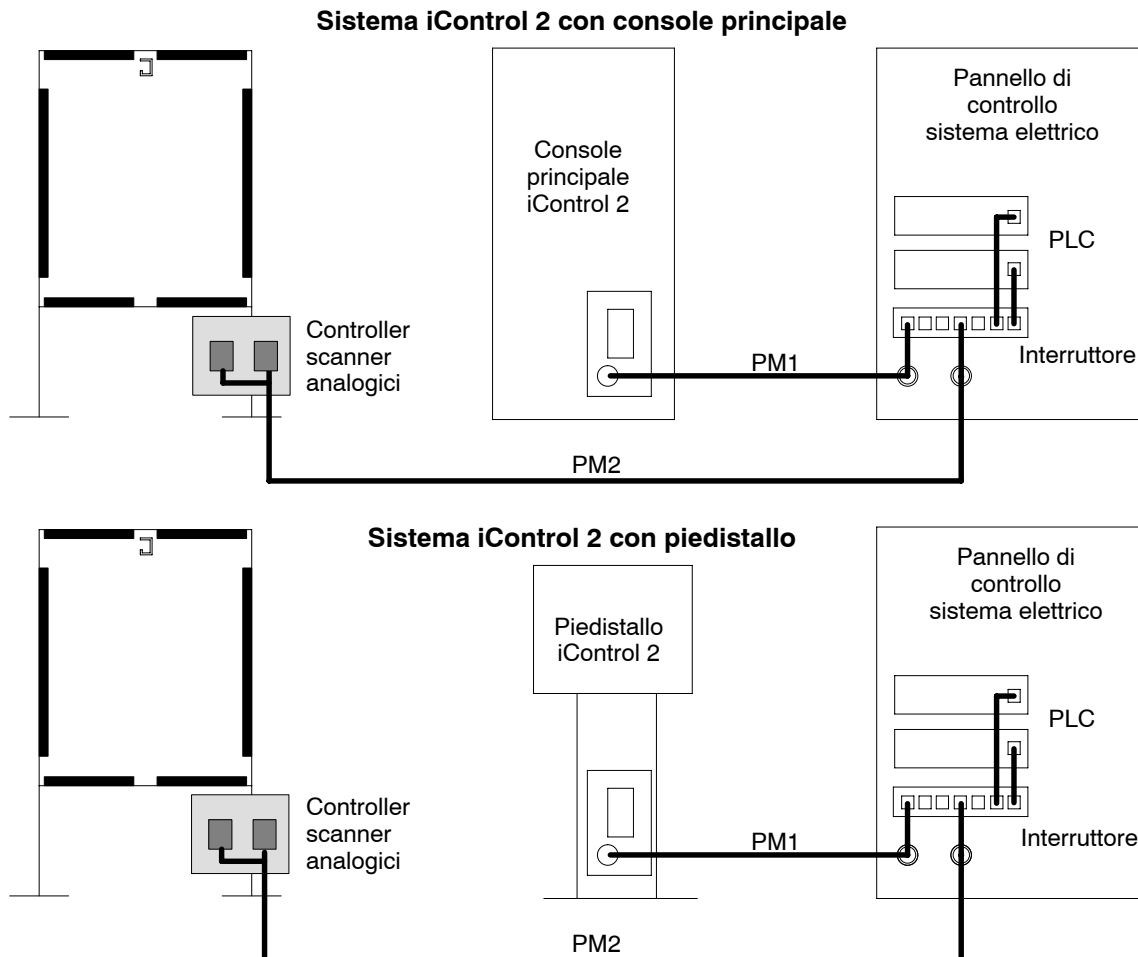 Sistema iControl 2 con console principale
Pannello di
controllo
sistema elettrico
Console
principale
iControl 2
PLC
Controller
scanner
analogici
Interruttore
PM1
PM2
Sistema iControl 2 con piedistallo
Pannello di
controllo
sistema elettrico
Piedistallo
iControl 2
PLC
Controller
scanner
analogici
Interruttore
PM1
PM2